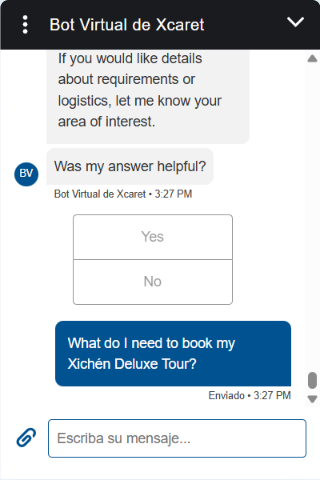 Bot Virtual de Xcaret
If you would like details
about requirements or
logistics, let me know your
area of interest.
BV
Was my answer helpful?
Bot Virtual de Xcaret • 3:27 PM
Yes
No
What do I need to book my
Xichén Deluxe Tour?
Enviado • 3:27 PM
Escriba su mensaje...